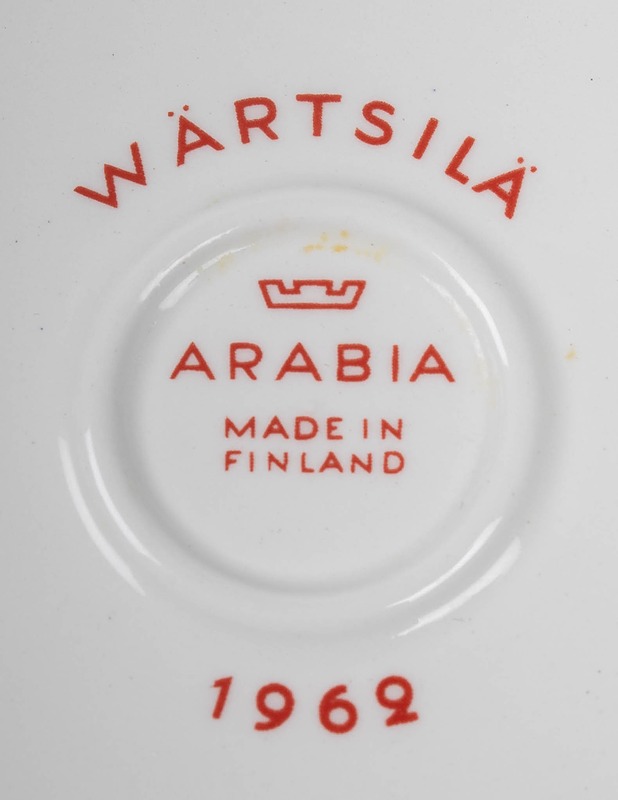 WÄRTSILÄ
ARABIA
MADE IN
FINLAND
1962